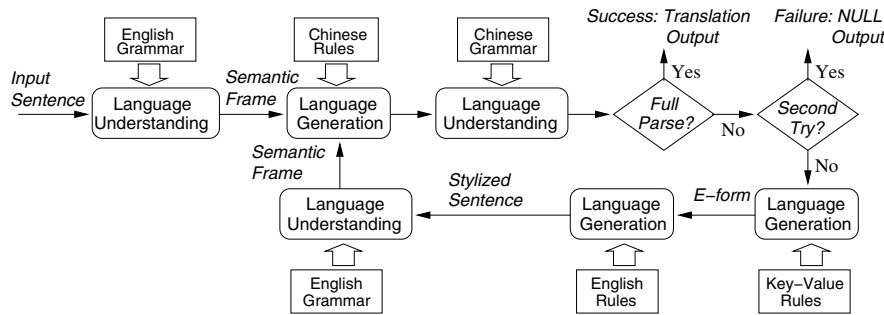 Success: Translation
Output
Failure: NULL
Output
English
Grammar
Chinese
Rules
Chinese
Grammar
Input
Sentence
Semantic
Frame
Yes
Yes
Language
Understanding
Language
Generation
Language
Understanding
Full
Parse?
No
Second
Try?
No
Semantic
Frame
Language
Understanding
Stylized
Sentence
Language
Generation
E-form
Language
Generation
English
Grammar
English
Rules
Key-Value
Rules